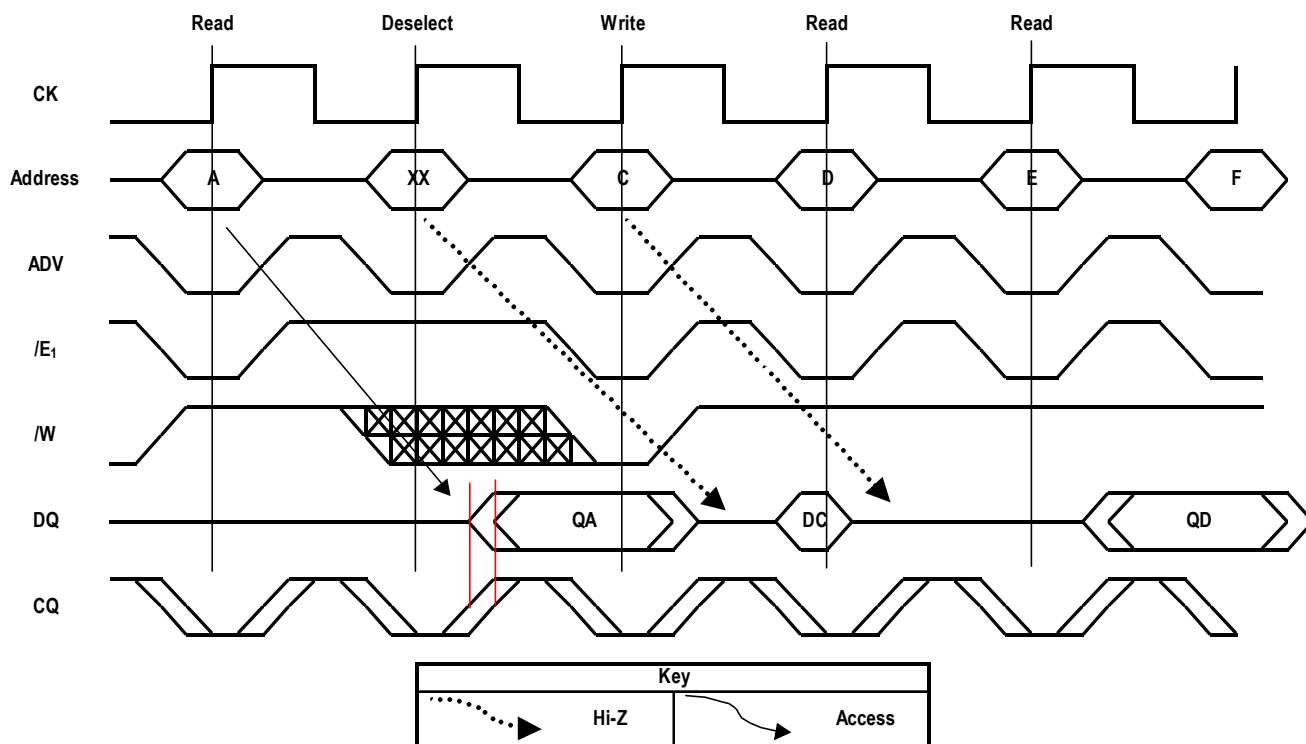 Read Deselect Write Read Read
CK
Address A XX C D E F
ADV
/E₁
/W
DQ QA DC QD
CQ
Key
Hi-Z Access